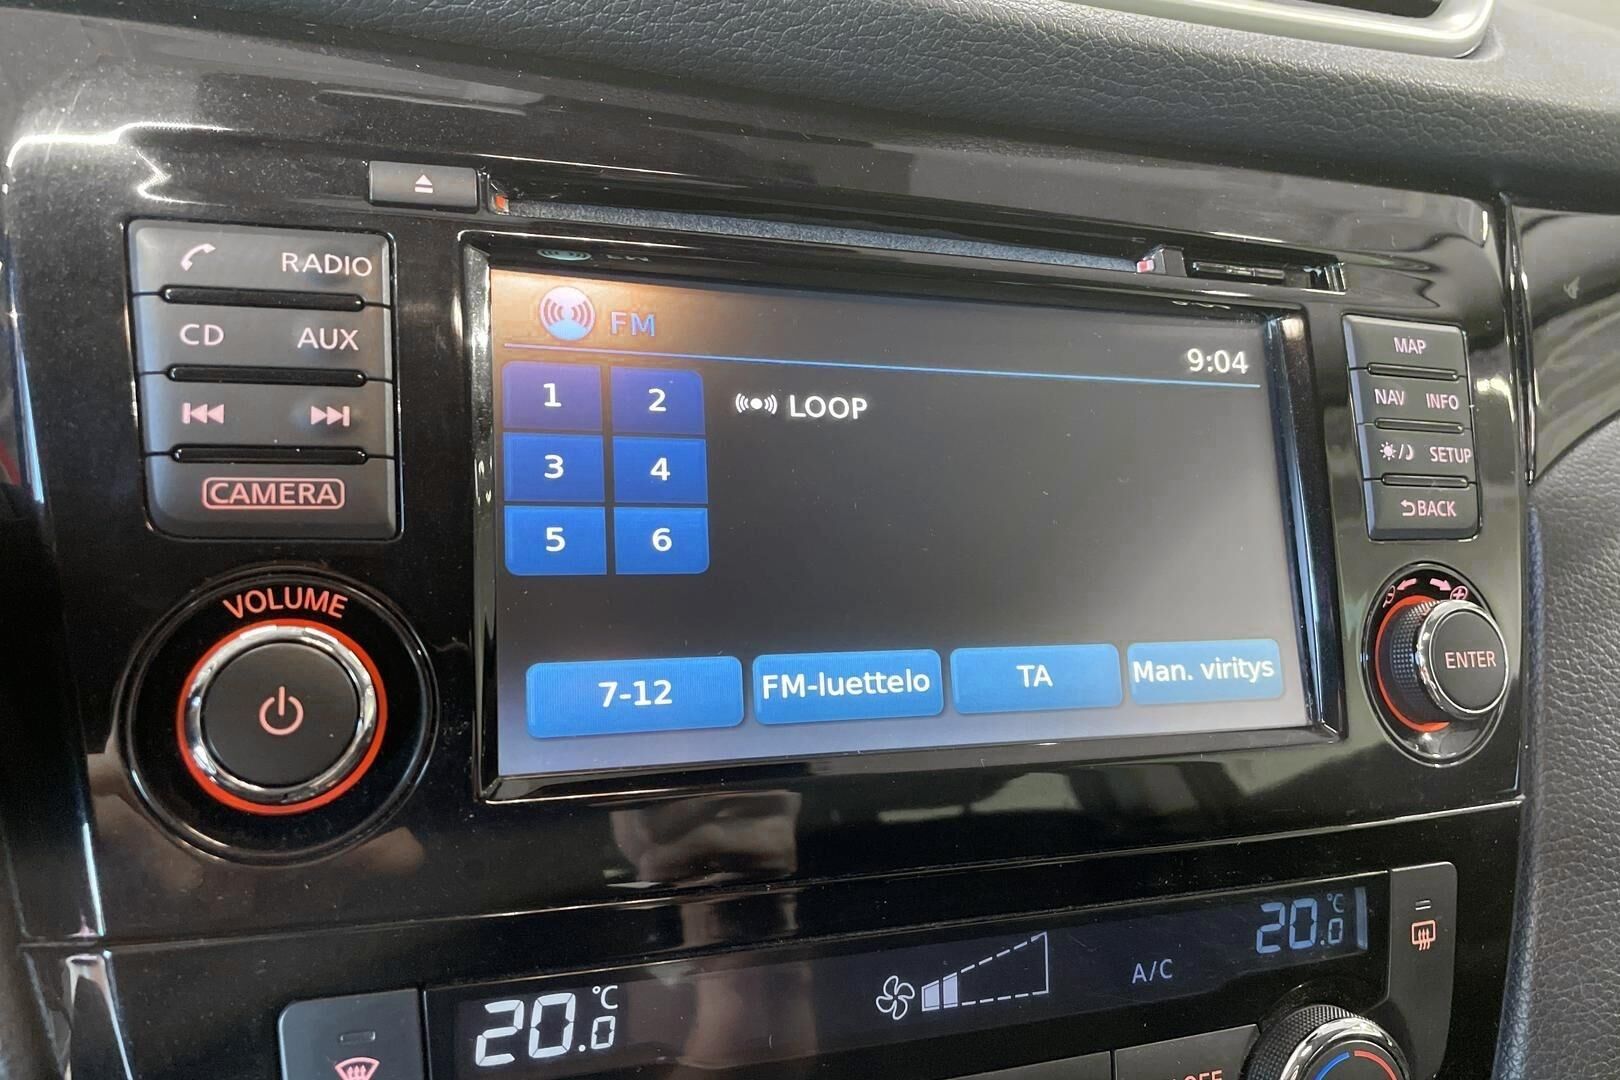 RADIO
CD AUX
CAMERA
VOLUME
FM
9:04
1 2
LOOP
3 4
5 6
7-12 FM-luettelo TA Man. viritys
MAP
NAV INFO
SETUP
BACK
ENTER
20.0 °C
A/C
20.0 °C
OFF